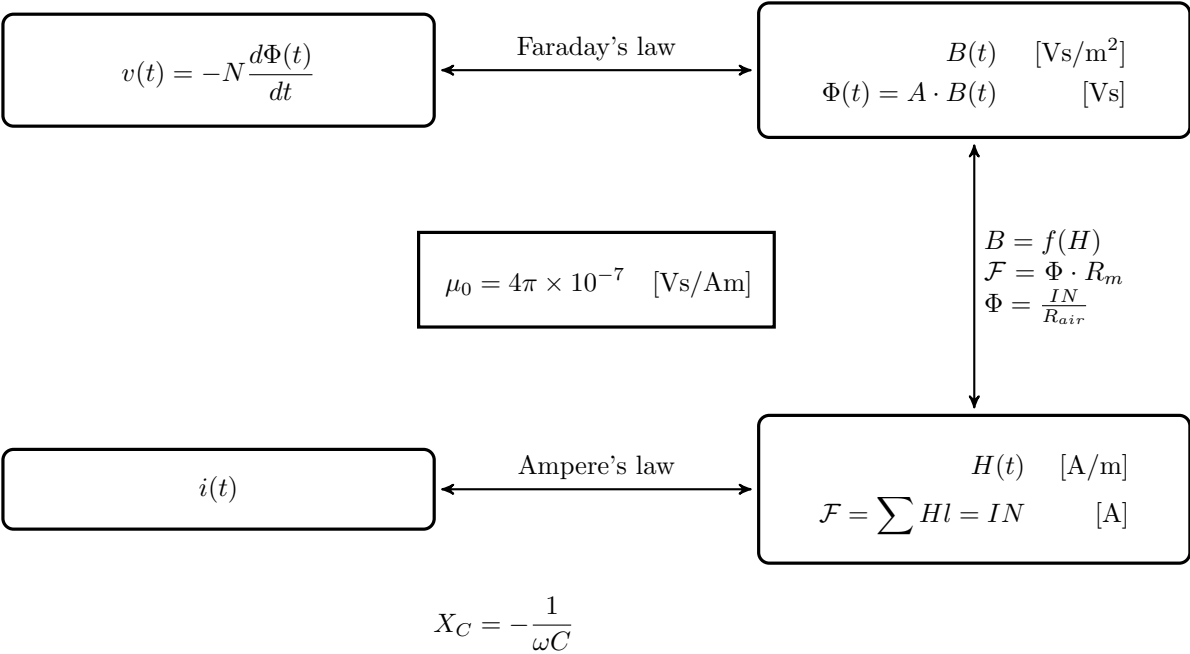 v(t) = −N dΦ(t)/dt
Faraday's law
B(t) [Vs/m²]
Φ(t) = A · B(t) [Vs]
μ₀ = 4π × 10⁻⁷ [Vs/Am]
B = f(H)
ℱ = Φ · Rₘ
Φ = IN/R_air
i(t)
Ampere's law
H(t) [A/m]
ℱ = ∑ Hl = IN [A]
X_C = − 1/ωC